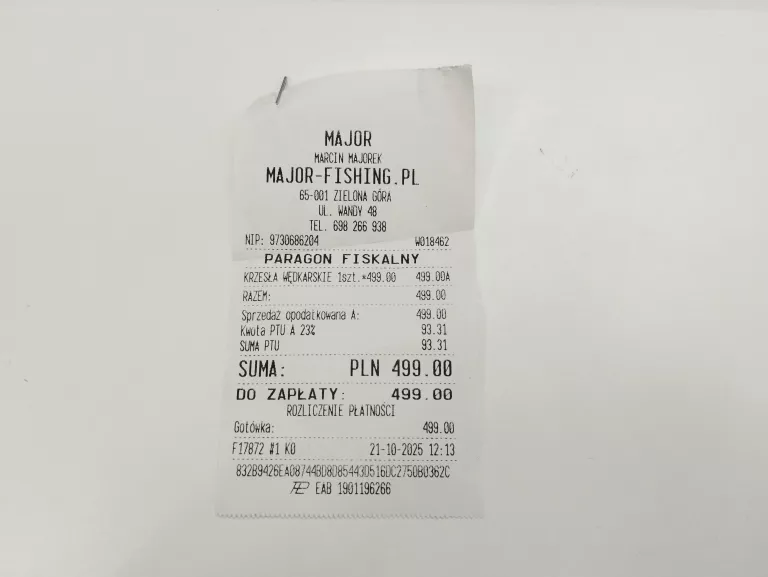 MAJOR
MARCIN MAJOREK
MAJOR-FISHING.PL
65-001 ZIELONA GÓRA
UL. WANDY 48
TEL. 698 266 938
NIP: 9730686204 W018462
PARAGON FISKALNY
KRZESŁA WĘDKARSKIE 1szt.*499.00 499.00A
RAZEM: 499.00
Sprzedaż opodatkowana A: 499.00
Kwota PTU A 23% 93.31
SUMA PTU 93.31
SUMA: PLN 499.00
DO ZAPŁATY: 499.00
ROZLICZENIE PŁATNOŚCI
Gotówka: 499.00
F17872 #1 KO 21-10-2025 12:13
832B9426EA08744BD8D85443D516DC2750B0362C
EAB 1901196266